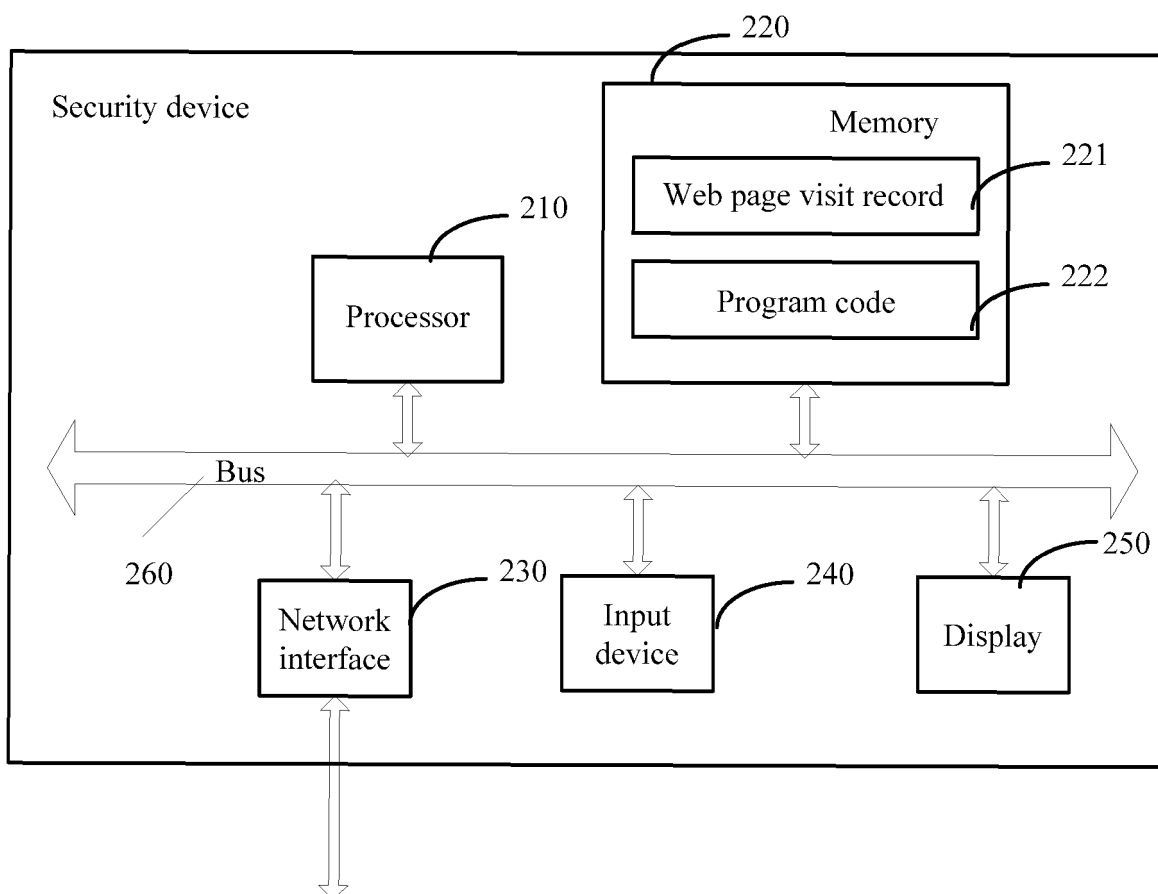 220
Security device
Memory
221
Web page visit record
210
222
Program code
Processor
Bus
260
230
240
250
Network
interface
Input
device
Display